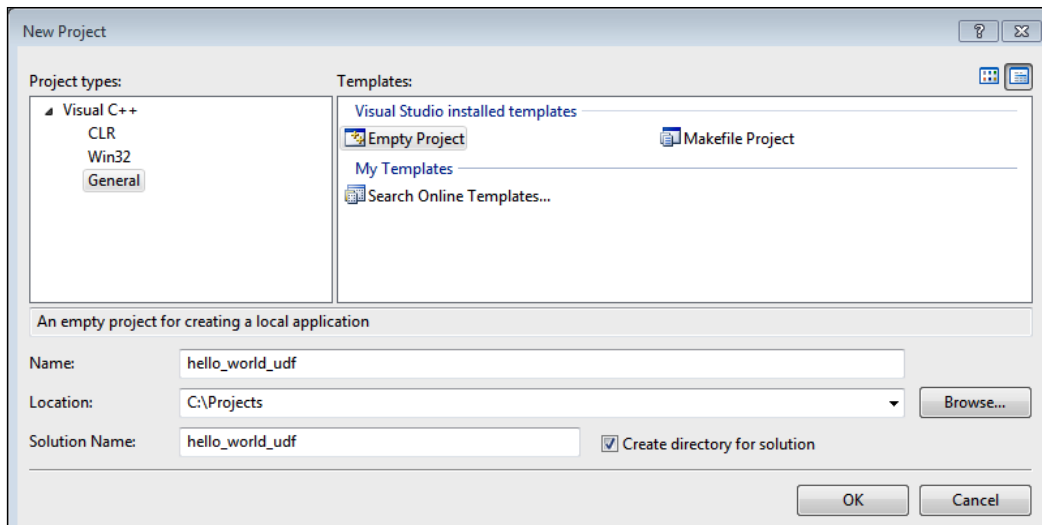 New Project
Project types:
Templates:
Visual C++
CLR
Win32
General
Visual Studio installed templates
Empty Project
Makefile Project
My Templates
Search Online Templates...
An empty project for creating a local application
Name:
hello_world_udf
Location:
C:\Projects
Browse...
Solution Name:
hello_world_udf
Create directory for solution
OK
Cancel